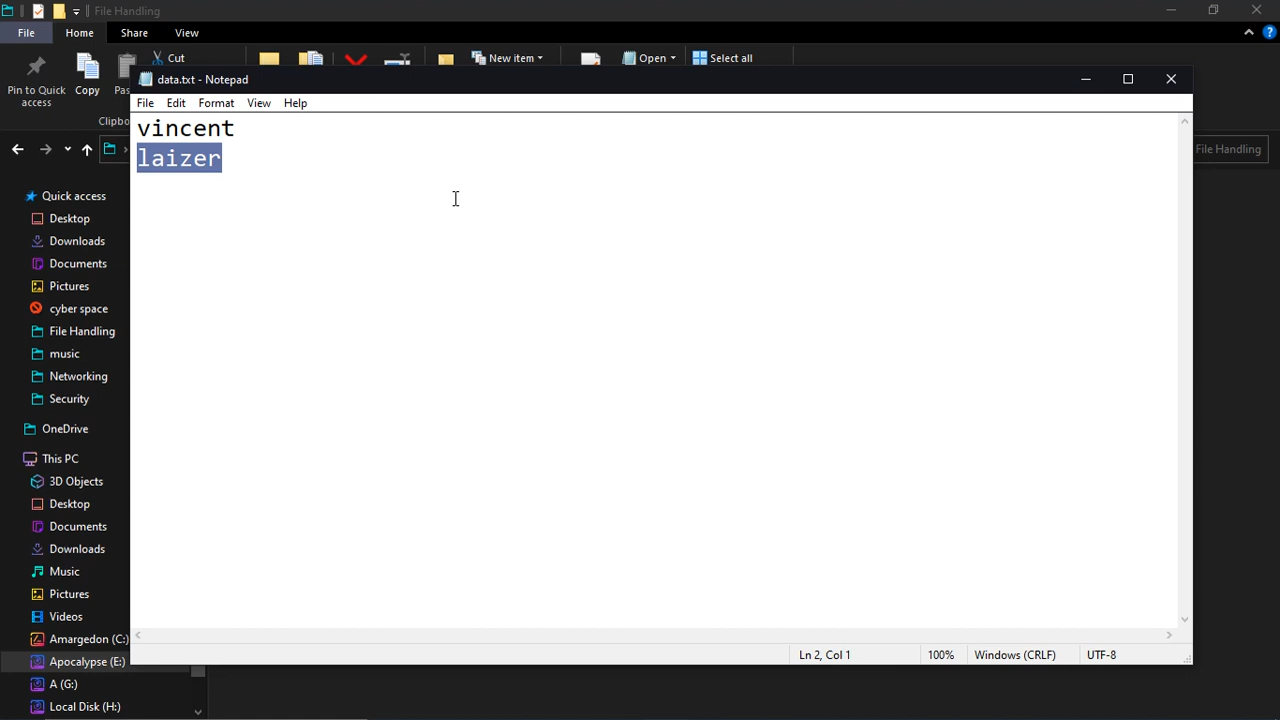 File Handling
File Home Share View
Pin to Quick access
Copy
Cut
New item
Open
Select all
data.txt - Notepad
File Edit Format View Help
File Handling
vincent
laizer
Quick access
Desktop
Downloads
Documents
Pictures
cyber space
File Handling
music
Networking
Security
OneDrive
This PC
3D Objects
Desktop
Documents
Downloads
Music
Pictures
Videos
Amargedon (C:)
Apocalypse (E:)
A (G:)
Local Disk (H:)
Ln 2, Col 1 100% Windows (CRLF) UTF-8